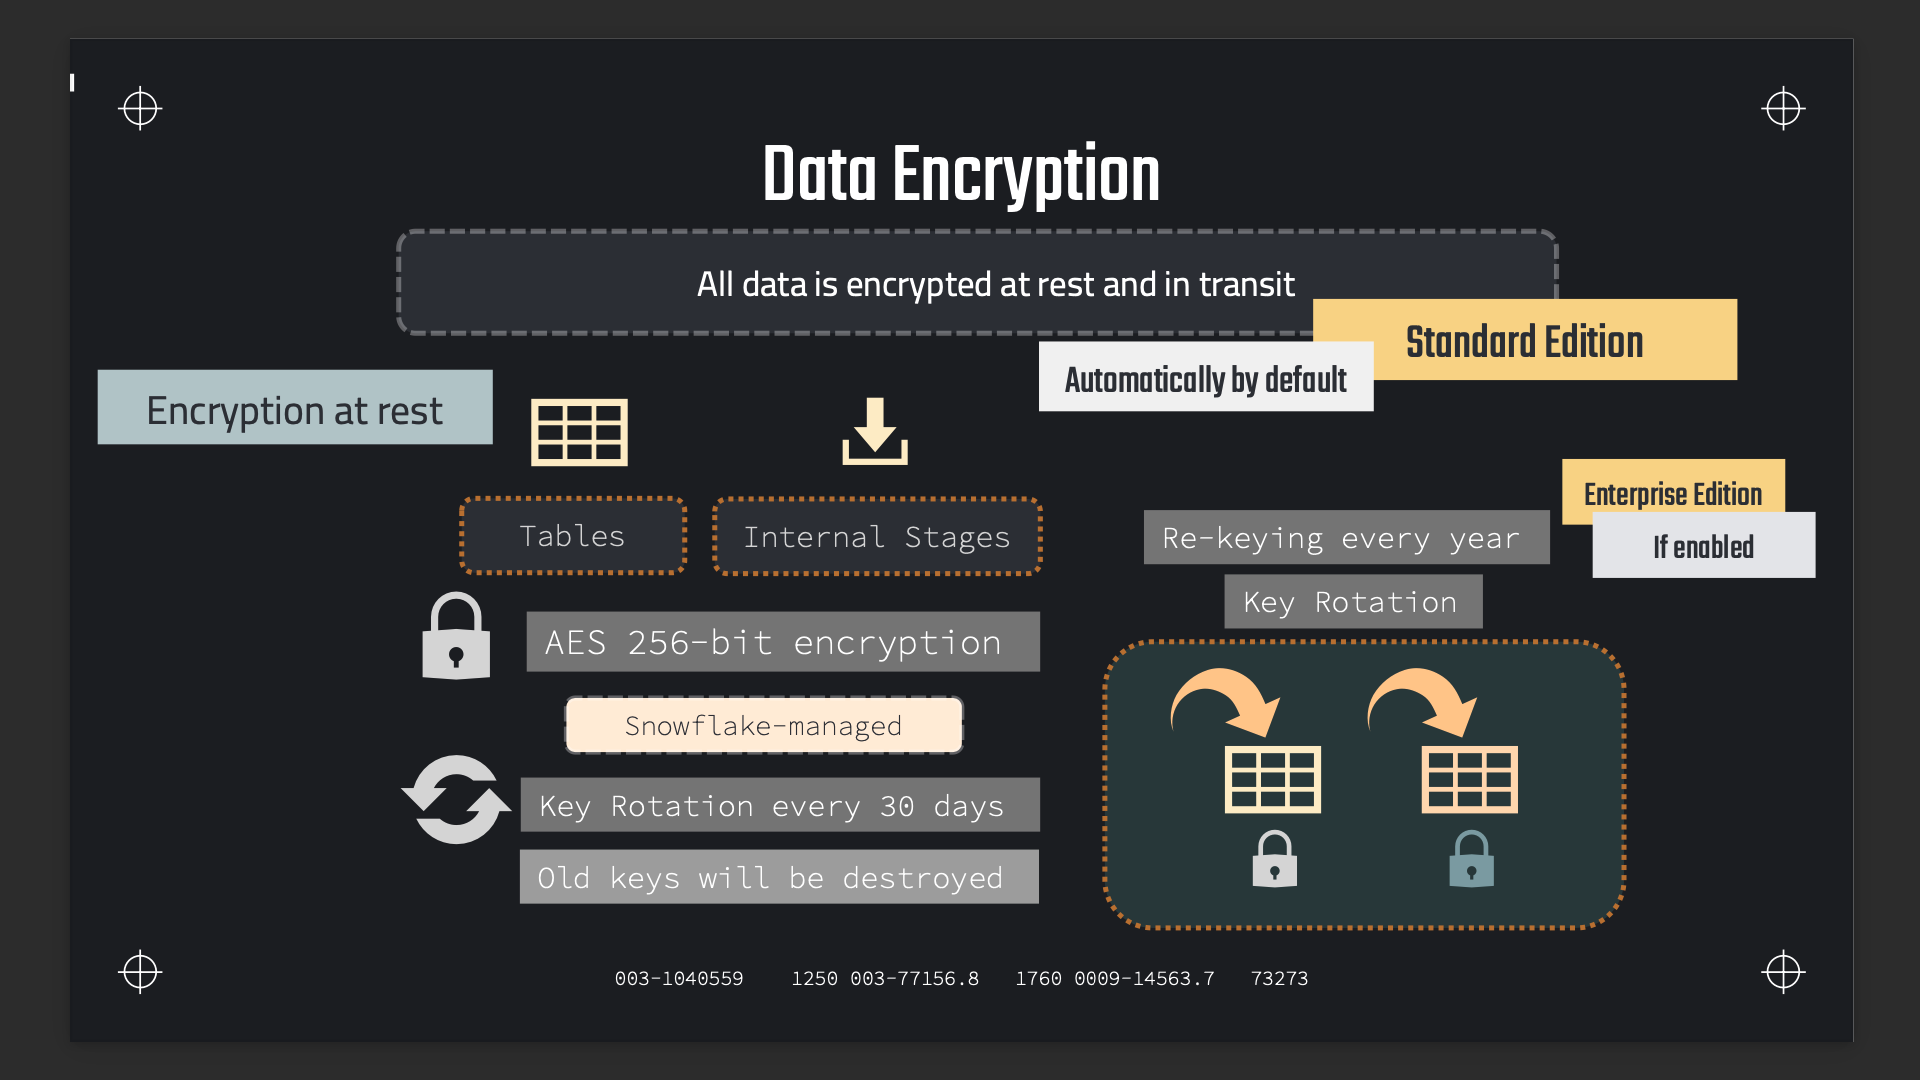 Data Encryption
All data is encrypted at rest and in transit
Standard Edition
Automatically by default
Encryption at rest
Tables
Internal Stages
AES 256-bit encryption
Snowflake-managed
Key Rotation every 30 days
Old keys will be destroyed
Enterprise Edition
If enabled
Re-keying every year
Key Rotation
003-1040559 1250 003-77156.8 1760 0009-14563.7 73273